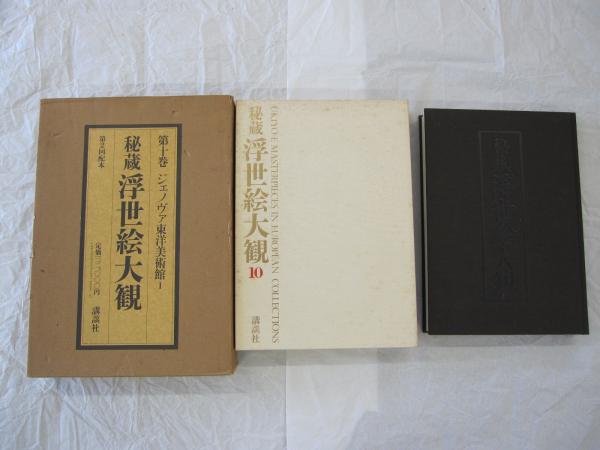 第十巻 ジェノヴァ東洋美術館Ⅰ
秘蔵 浮世絵大観
第2回配本
講談社
秘蔵
浮世絵大観
10
講談社
UKIYO-E MASTERPIECES IN EUROPEAN COLLECTIONS